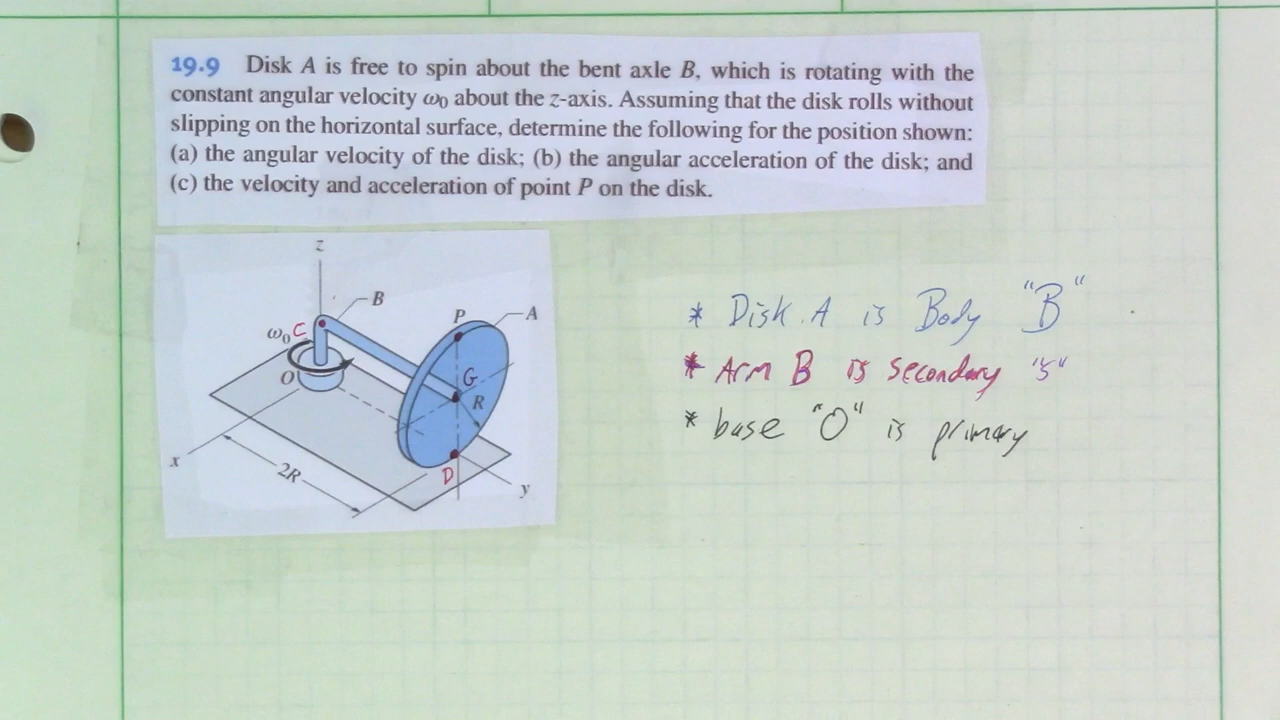 19.9 Disk A is free to spin about the bent axle B, which is rotating with the
constant angular velocity ω₀ about the z-axis. Assuming that the disk rolls without
slipping on the horizontal surface, determine the following for the position shown:
(a) the angular velocity of the disk; (b) the angular acceleration of the disk; and
(c) the velocity and acceleration of point P on the disk.
z
B
ω₀ C
P
A
O
G
R
x
2R
D
y
* Disk A is Body "B"
* Arm B is secondary "S"
* base "O" is primary